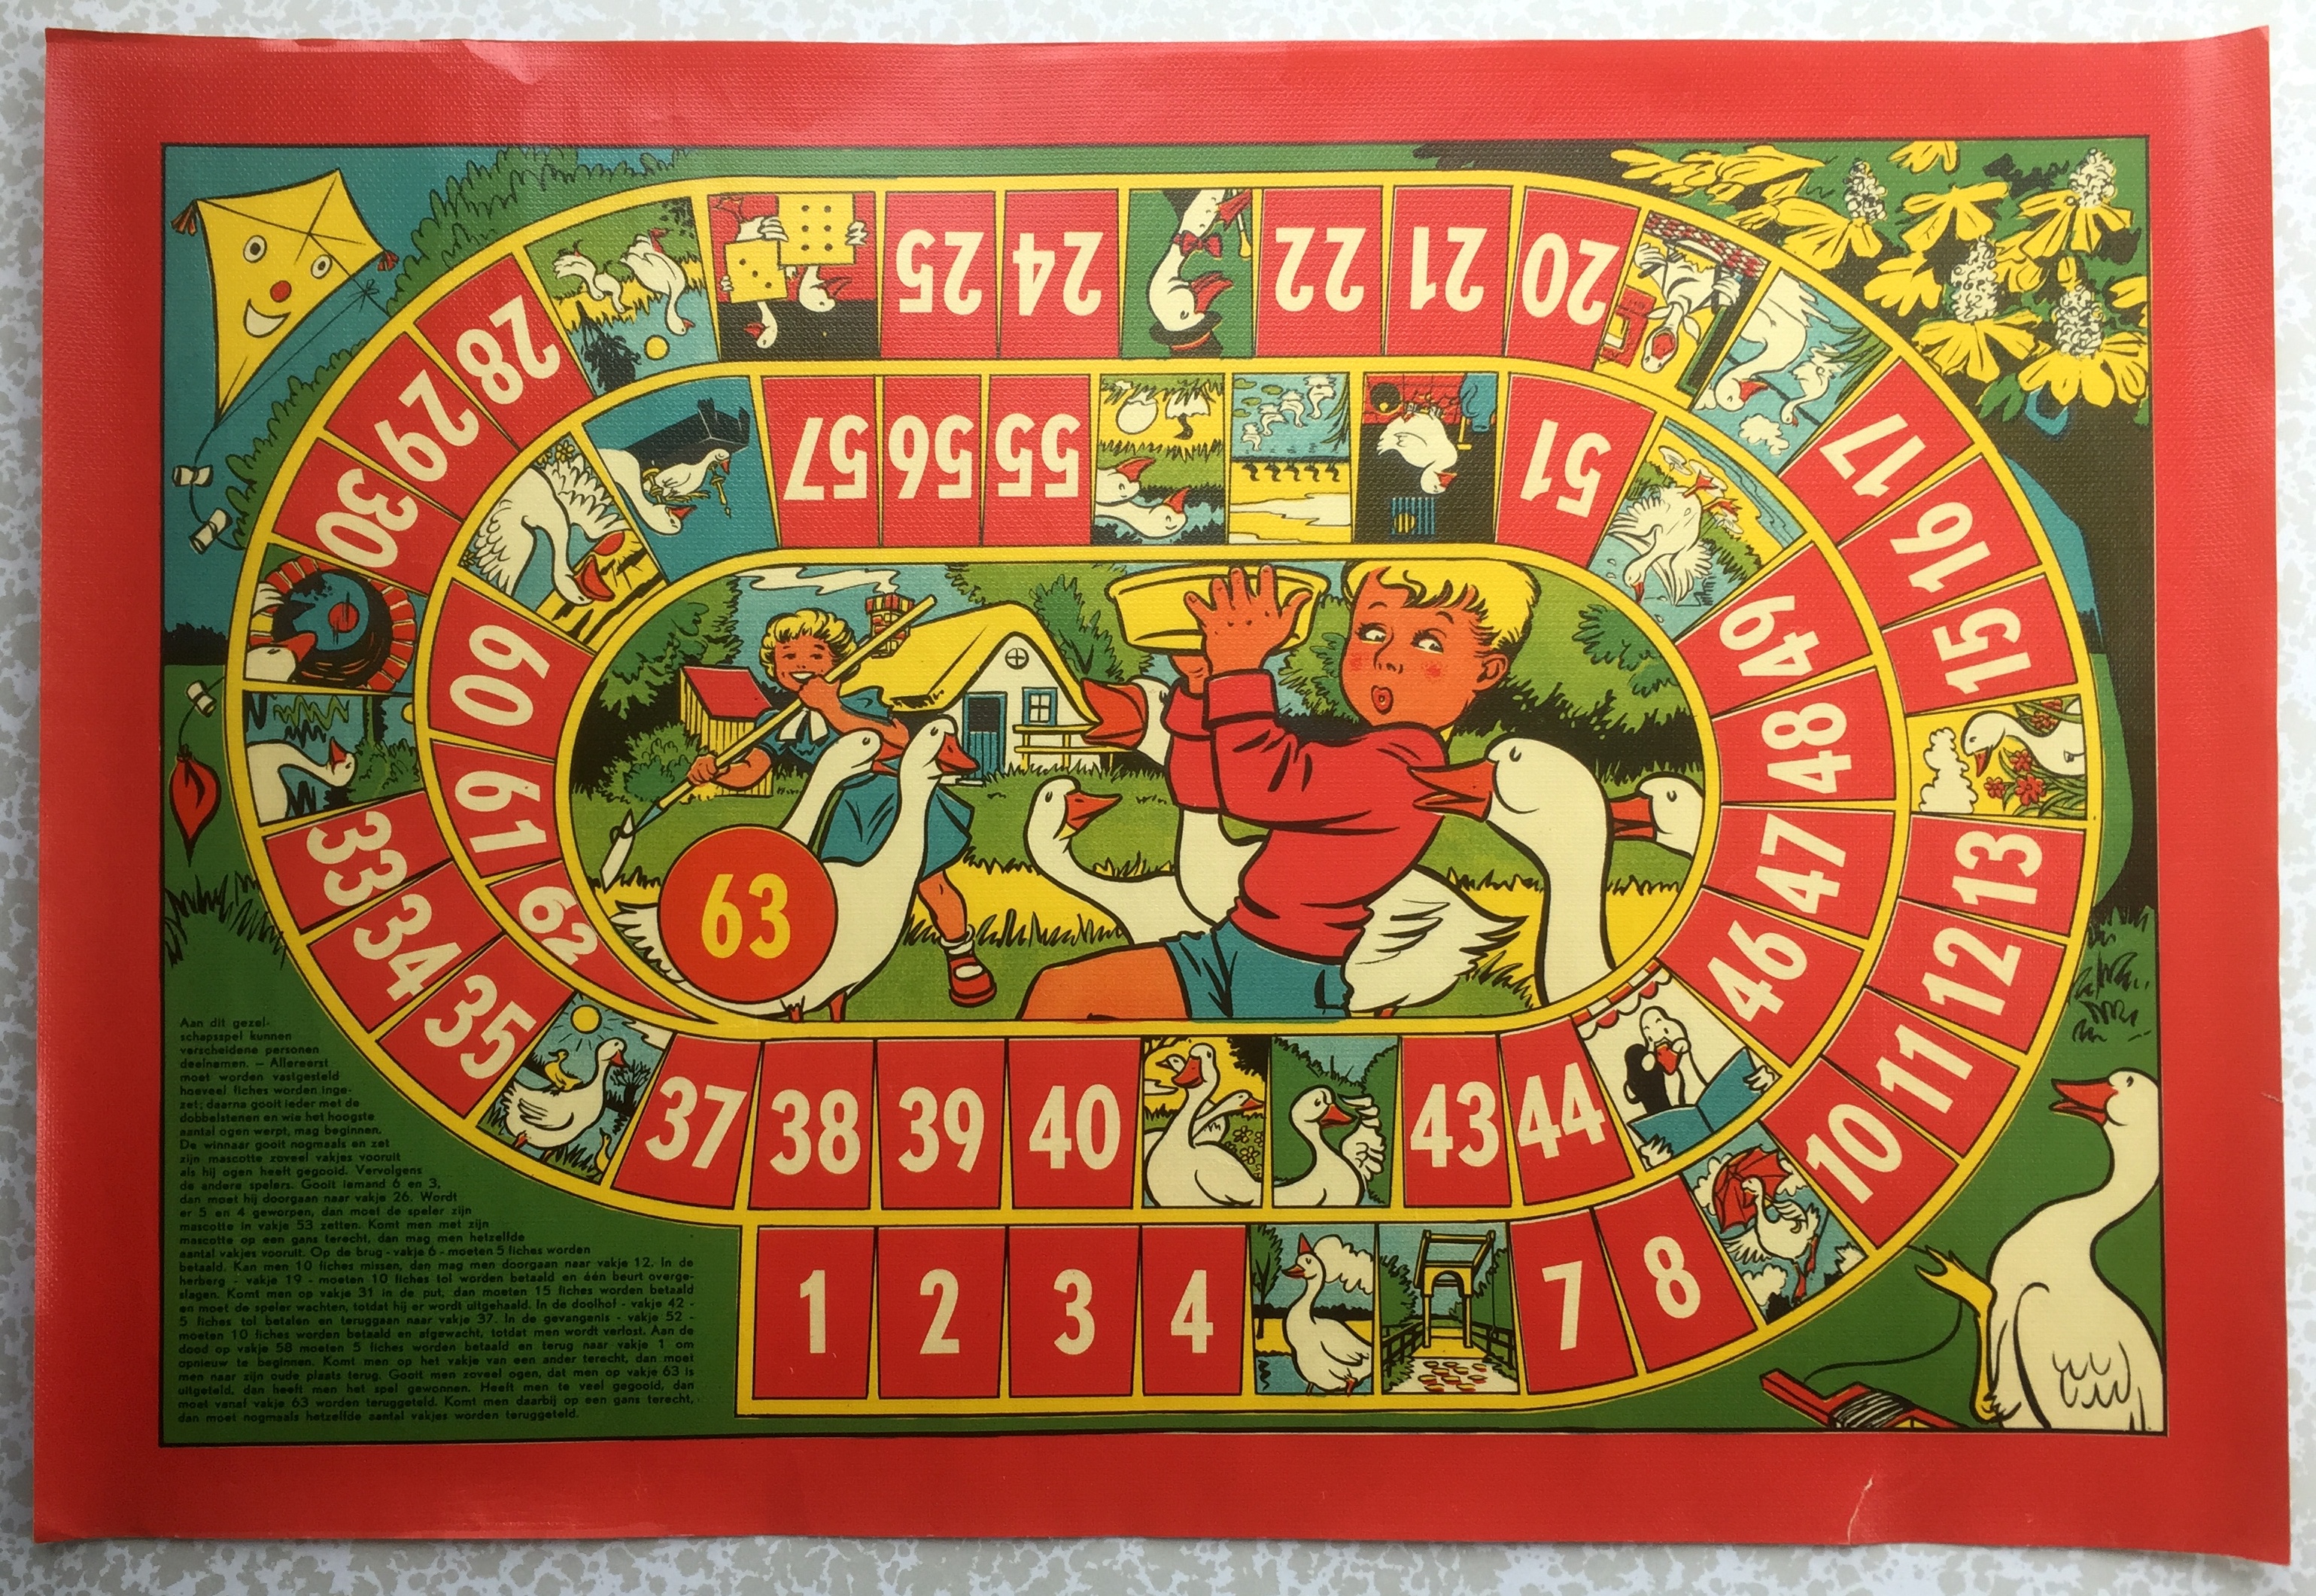 28
25
24
22
21
20
29
57
56
55
51
17
30
16
49
15
60
48
61
47
13
33
63
46
12
34
62
11
35
37
38
39
40
43
44
10
1
2
3
4
7
8
Aan dit gezel-
schapsspel kunnen
verscheidene personen
deelnemen. — Allereerst
moet worden vastgesteld
hoeveel fiches worden inge-
zet; daarna gooit ieder met de
dobbelstenen en wie het hoogste
aantal ogen werpt, mag beginnen.
De winnaar gooit nogmaals en zet
zijn mascotte zoveel vakjes vooruit
als hij ogen heeft gegooid. Vervolgens
de andere spelers. Gooit iemand 6 en 3,
dan moet hij doorgaan naar vakje 26. Wordt
er 5 en 4 geworpen, dan moet de speler zijn
mascotte in vakje 53 zetten. Komt men met zijn
mascotte op een gans terecht, dan mag men hetzelfde
aantal vakjes vooruit. Op de brug - vakje 6 - moeten 5 fiches worden
betaald. Kan men 10 fiches missen, dan mag men doorgaan naar vakje 12. In de
herberg - vakje 19 - moeten 10 fiches tol worden betaald en één beurt overge-
slagen. Komt men op vakje 31 in de put, dan moeten 15 fiches worden betaald
en moet de speler wachten, totdat hij er wordt uitgehaald. In de doolhof - vakje 42 -
5 fiches tol betalen en teruggaan naar vakje 37. In de gevangenis - vakje 52 -
moeten 10 fiches worden betaald en afgewacht, totdat men wordt verlost. Aan de
dood op vakje 58 moeten 5 fiches worden betaald en terug naar vakje 1 om
opnieuw te beginnen. Komt men op het vakje van een ander terecht, dan moet
men naar zijn oude plaats terug. Gooit men zoveel ogen, dat men op vakje 63 is
uitgeteld, dan heeft men het spel gewonnen. Heeft men te veel gegooid, dan
moet vanaf vakje 63 worden teruggeteld. Komt men daarbij op een gans terecht,
dan moet nogmaals hetzelfde aantal vakjes worden teruggeteld.